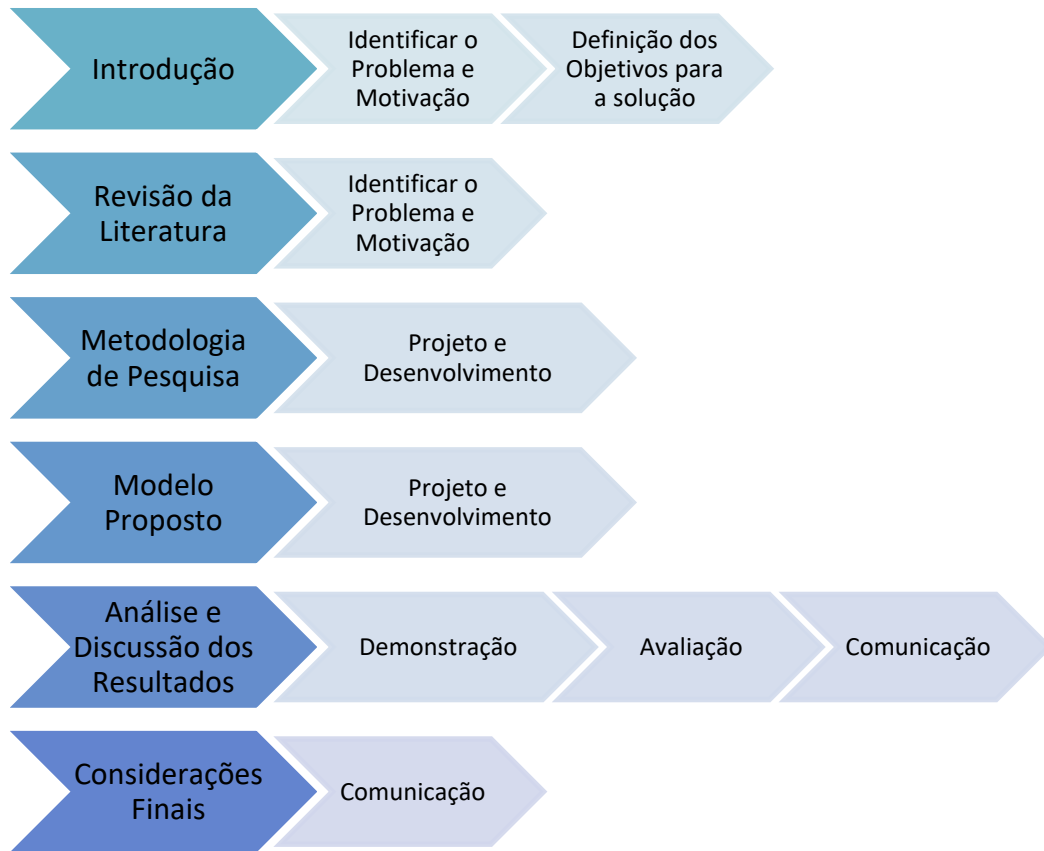 Introdução
Identificar o
Problema e
Motivação
Definição dos
Objetivos para
a solução
Revisão da
Literatura
Identificar o
Problema e
Motivação
Metodologia
de Pesquisa
Projeto e
Desenvolvimento
Modelo
Proposto
Projeto e
Desenvolvimento
Análise e
Discussão dos
Resultados
Demonstração
Avaliação
Comunicação
Considerações
Finais
Comunicação